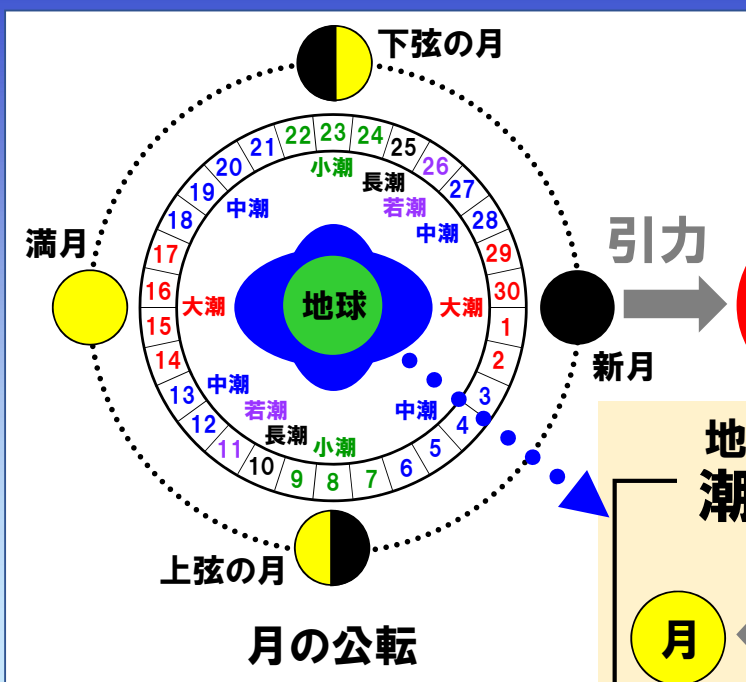 下弦の月
22 23 24
21 25
20 小潮 26
19 長潮 27
18 中潮 若潮 28
中潮
満月
17 29
引力
16 大潮 地球 大潮 30
15 1
14 2
新月
13 中潮 3
12 若潮 中潮 4
11 長潮 5
10 小潮 6
9 8 7
上弦の月
月の公転
地
潮
月